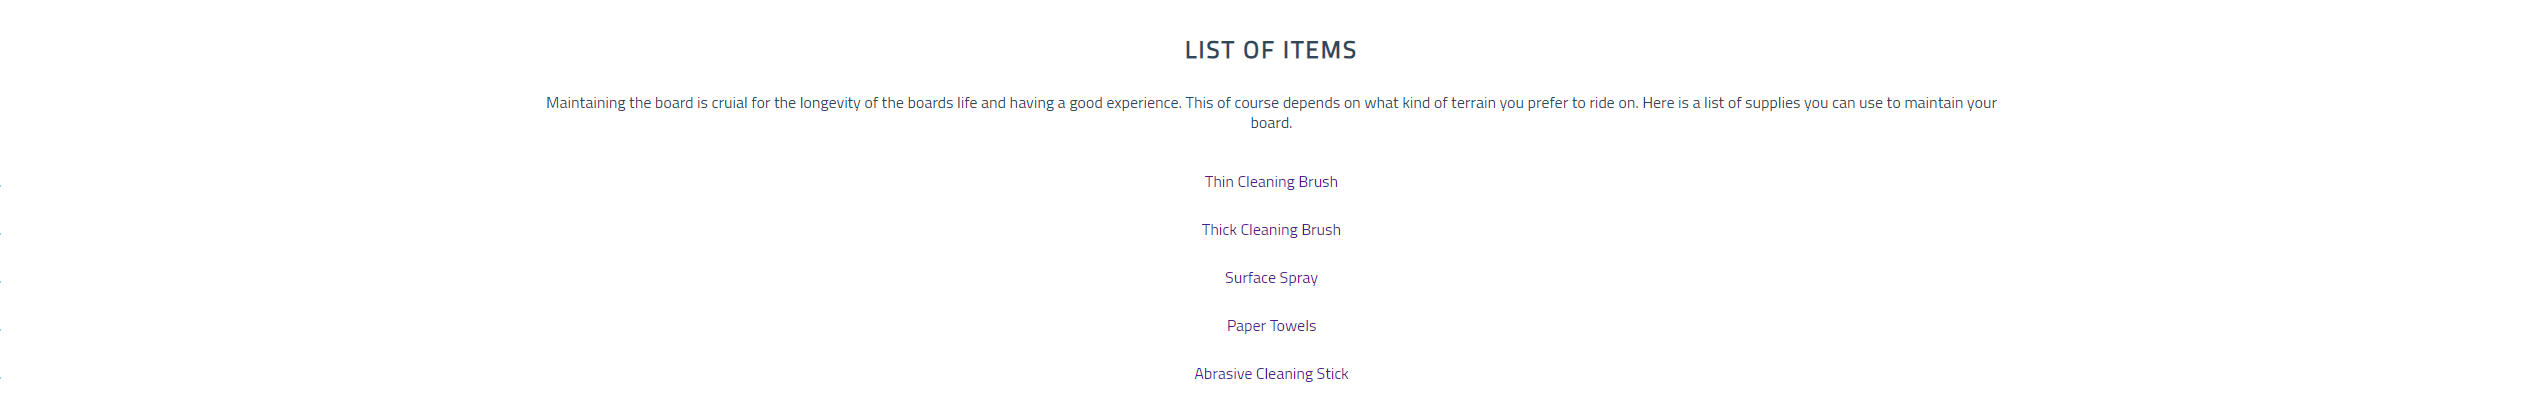 LIST OF ITEMS
Maintaining the board is cruial for the longevity of the boards life and having a good experience. This of course depends on what kind of terrain you prefer to ride on. Here is a list of supplies you can use to maintain your
board.
Thin Cleaning Brush
Thick Cleaning Brush
Surface Spray
Paper Towels
Abrasive Cleaning Stick